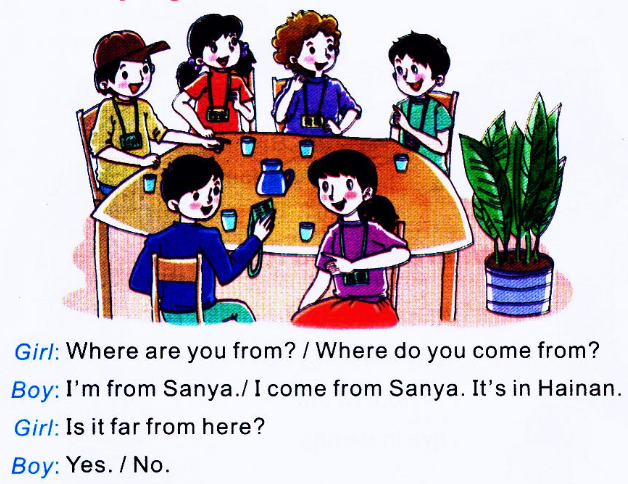 Girl: Where are you from? / Where do you come from?
Boy: I'm from Sanya./ I come from Sanya. It's in Hainan.
Girl: Is it far from here?
Boy: Yes. / No.